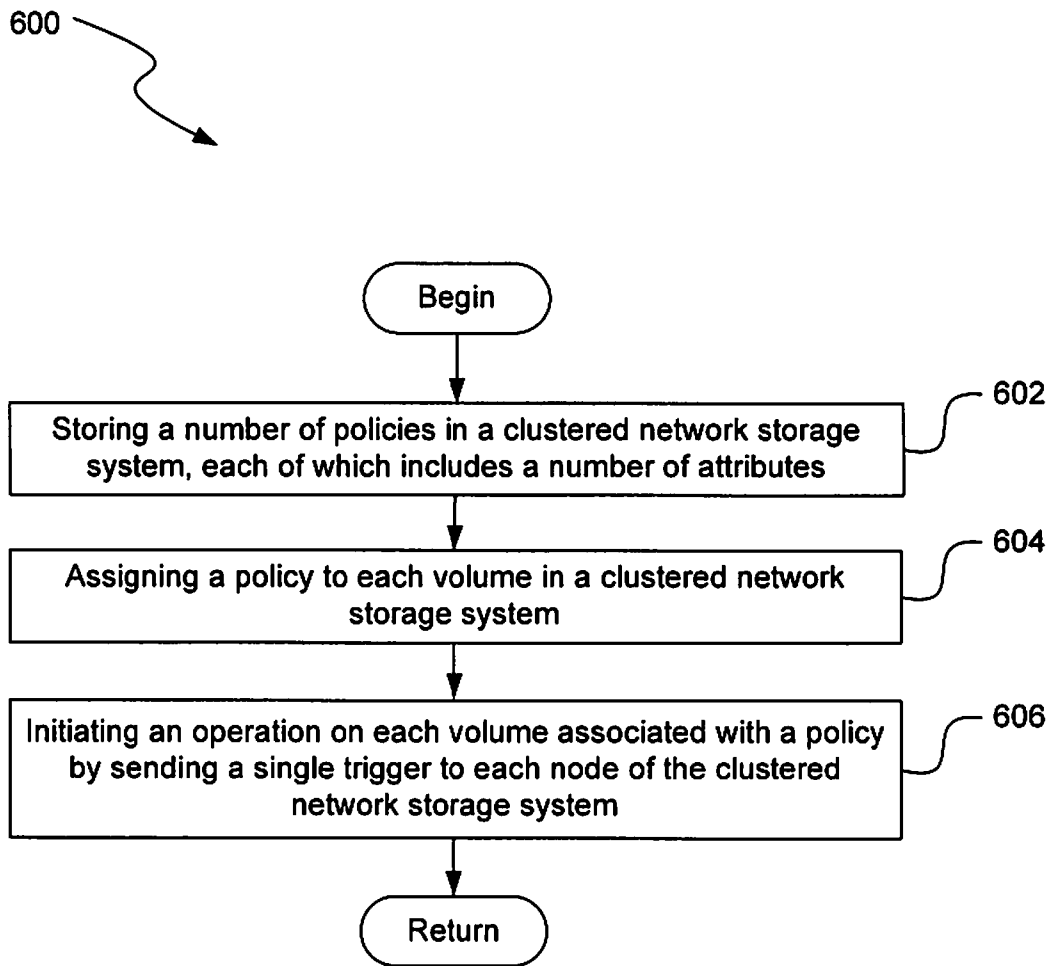 600
Begin
602
Storing a number of policies in a clustered network storage
system, each of which includes a number of attributes
604
Assigning a policy to each volume in a clustered network
storage system
606
Initiating an operation on each volume associated with a policy
by sending a single trigger to each node of the clustered
network storage system
Return